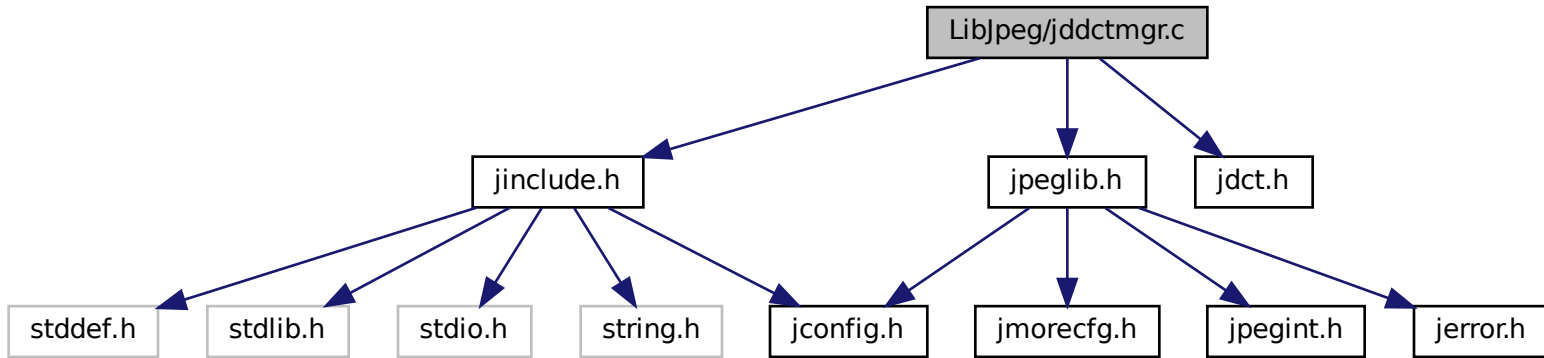 LibJpeg/jddctmgr.c
jinclude.h
jpeglib.h
jdct.h
stddef.h
stdlib.h
stdio.h
string.h
jconfig.h
jmorecfg.h
jpegint.h
jerror.h